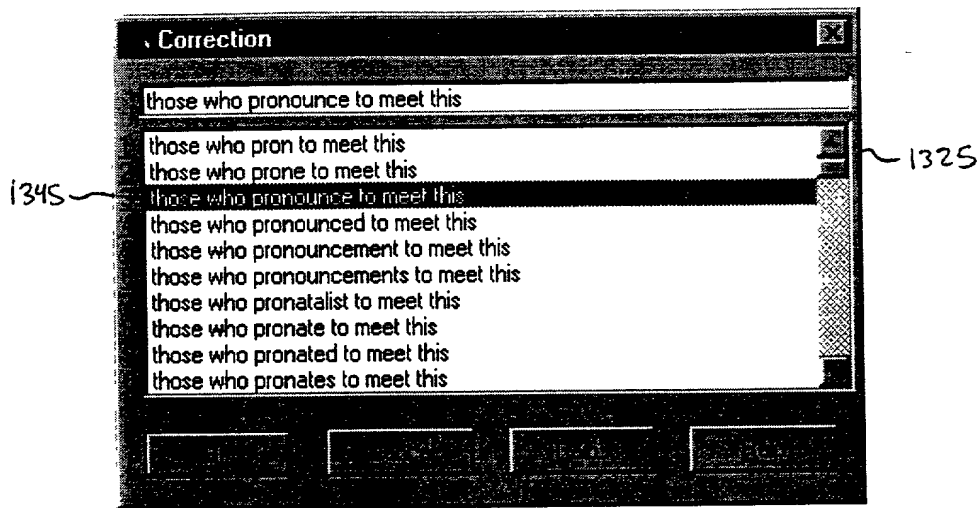 Correction
those who pronounce to meet this
those who pron to meet this
1325
those who prone to meet this
1345
those who pronounce to meet this
those who pronounced to meet this
those who pronouncement to meet this
those who pronouncements to meet this
those who pronatalist to meet this
those who pronate to meet this
those who pronated to meet this
those who pronates to meet this